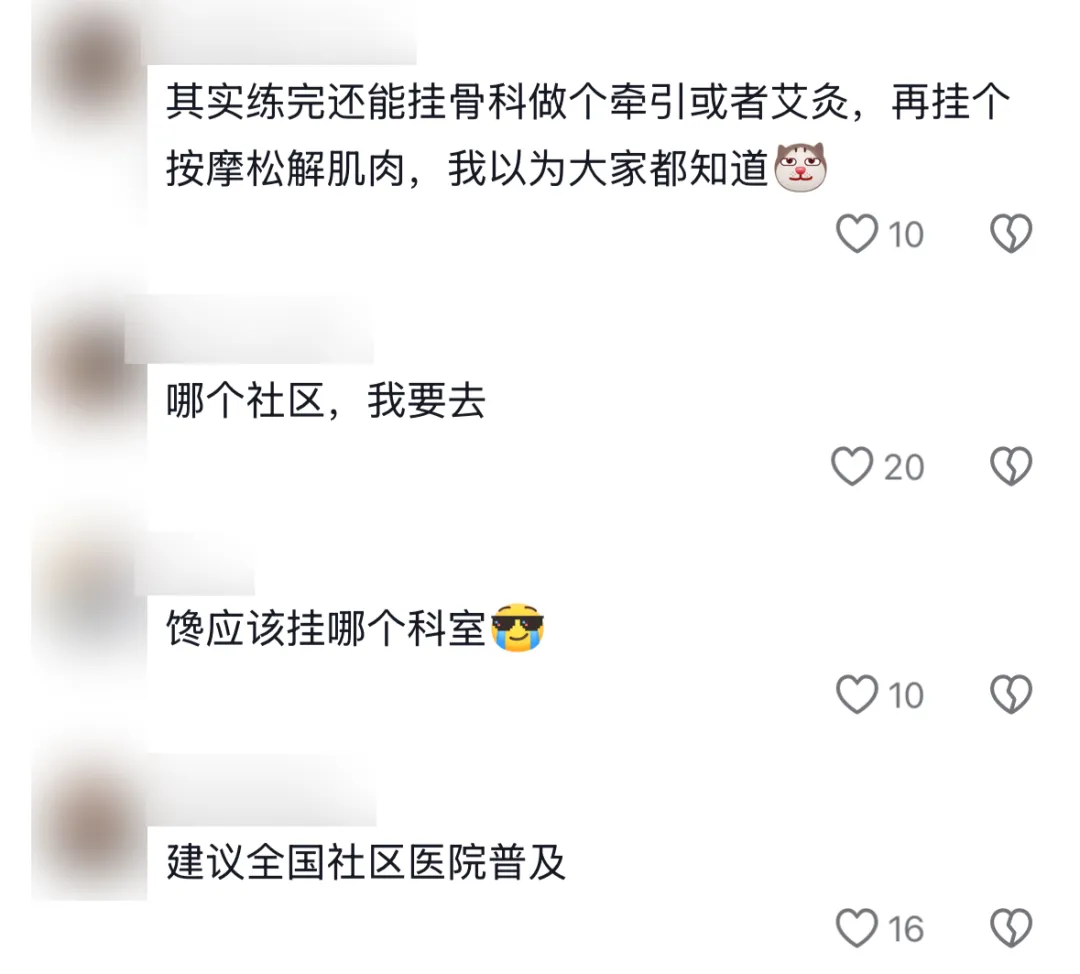 其实练完还能挂骨科做个牵引或者艾灸，再挂个
按摩松解肌肉，我以为大家都知道
10
哪个社区，我要去
20
馋应该挂哪个科室
10
建议全国社区医院普及
16